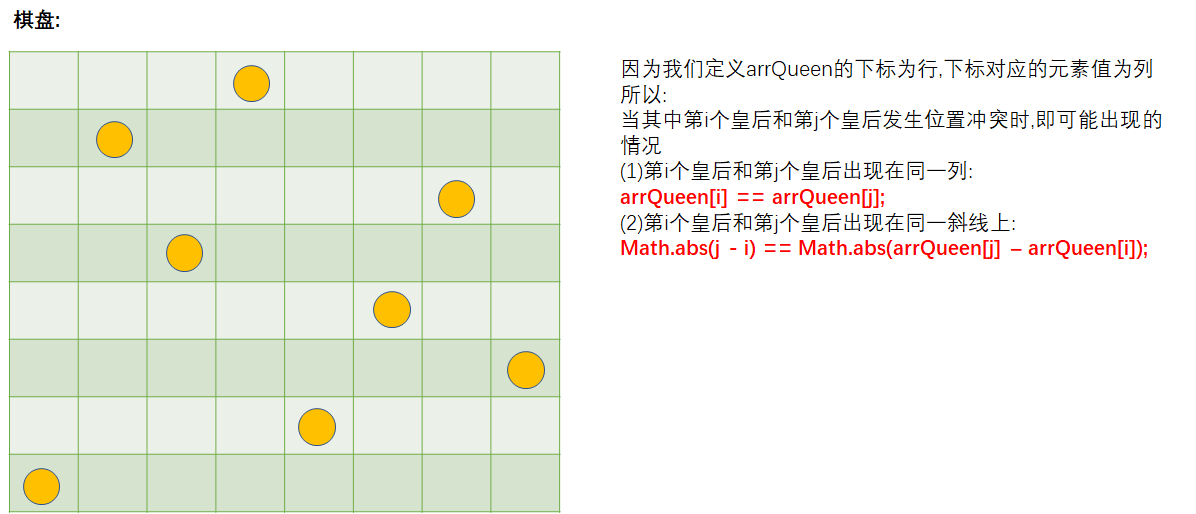 棋盘:
因为我们定义arrQueen的下标为行,下标对应的元素值为列
所以:
当其中第i个皇后和第j个皇后发生位置冲突时,即可能出现的
情况
(1)第i个皇后和第j个皇后出现在同一列:
arrQueen[i] == arrQueen[j];
(2)第i个皇后和第j个皇后出现在同一斜线上:
Math.abs(j - i) == Math.abs(arrQueen[j] – arrQueen[i]);